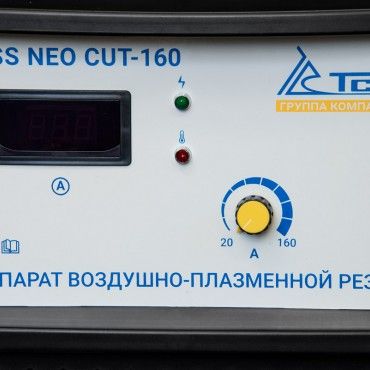 SS NEO CUT-160
ТС
ГРУППА КОМПА
A
20 160
A
ПАРАТ ВОЗДУШНО-ПЛАЗМЕННОЙ РЕЗ